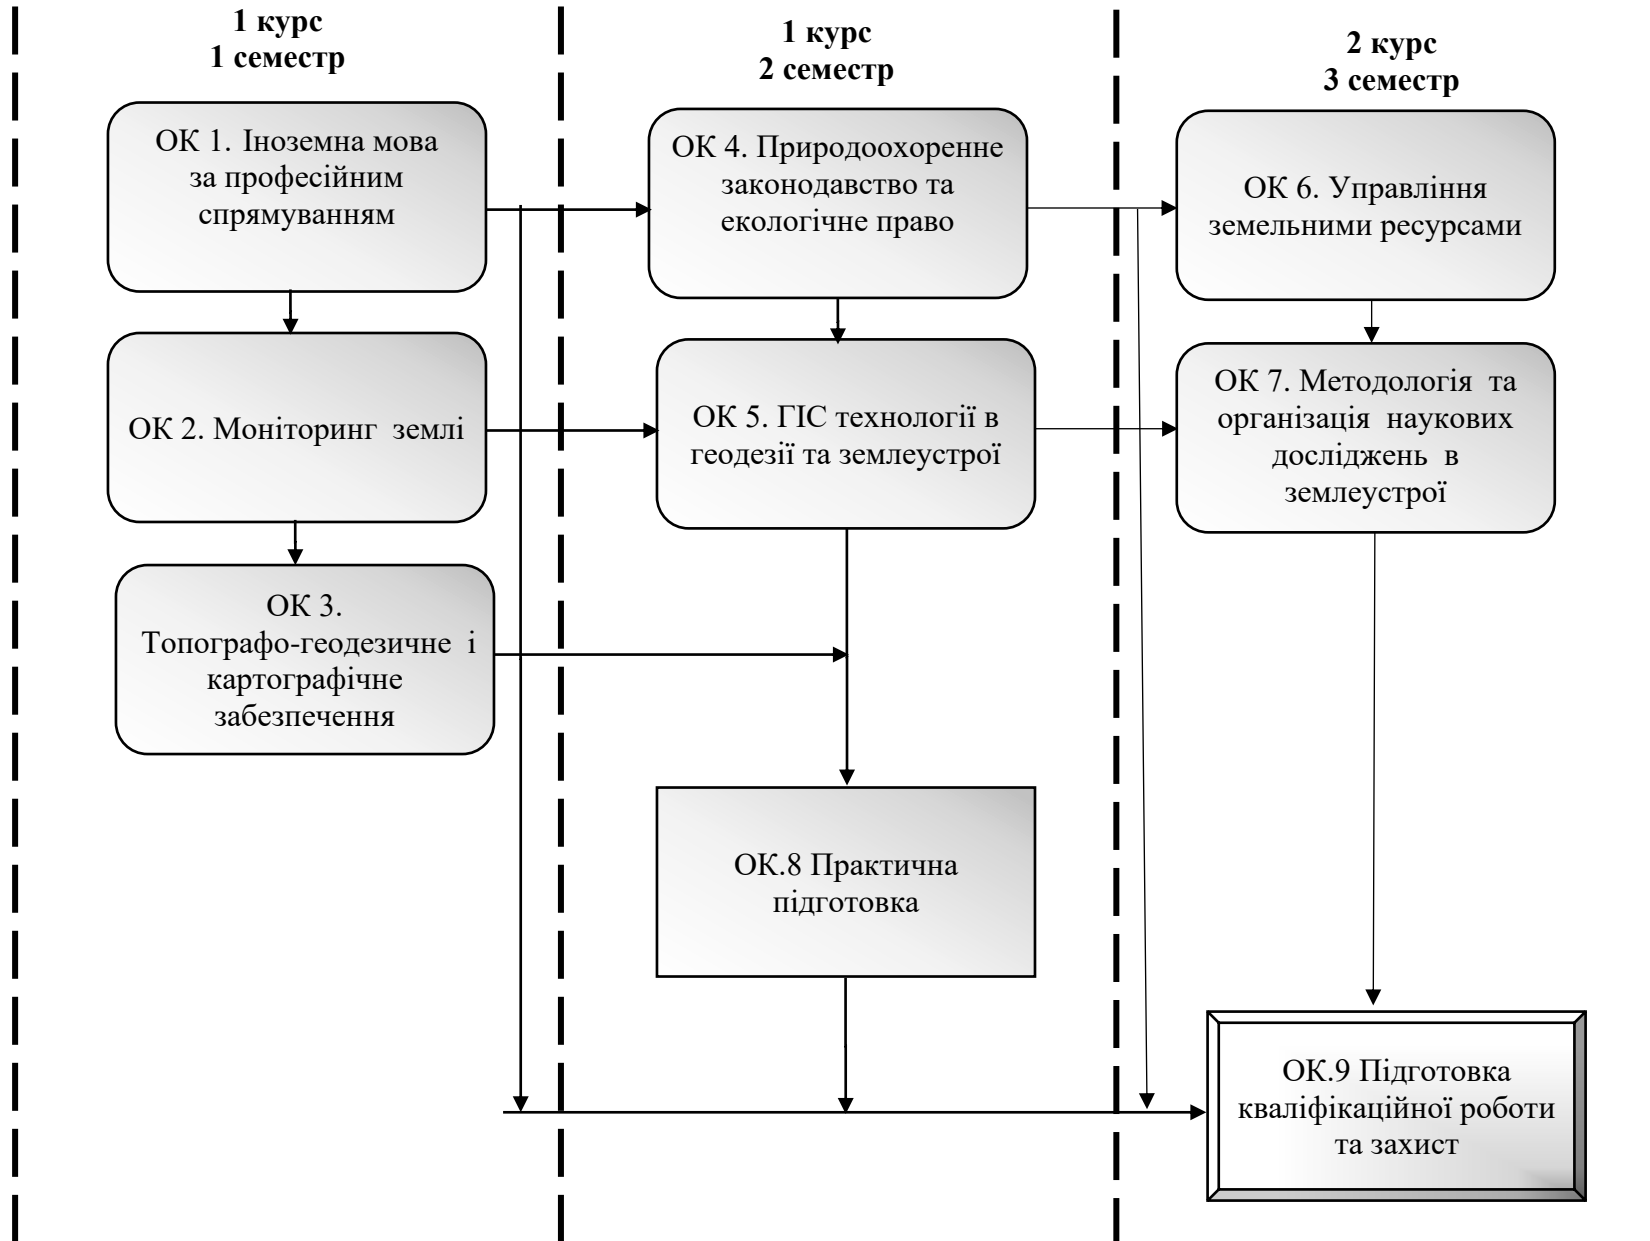 1 курс
1 семестр
ОК 1. Іноземна мова
за професійним
спрямуванням
ОК 2. Моніторинг землі
ОК 3.
Топографо-геодезичне і
картографічне
забезпечення
1 курс
2 семестр
ОК 4. Природоохоренне
законодавство та
екологічне право
ОК 5. ГІС технології в
геодезії та землеустрої
ОК.8 Практична
підготовка
2 курс
3 семестр
ОК 6. Управління
земельними ресурсами
ОК 7. Методологія та
організація наукових
досліджень в
землеустрої
ОК.9 Підготовка
кваліфікаційної роботи
та захист